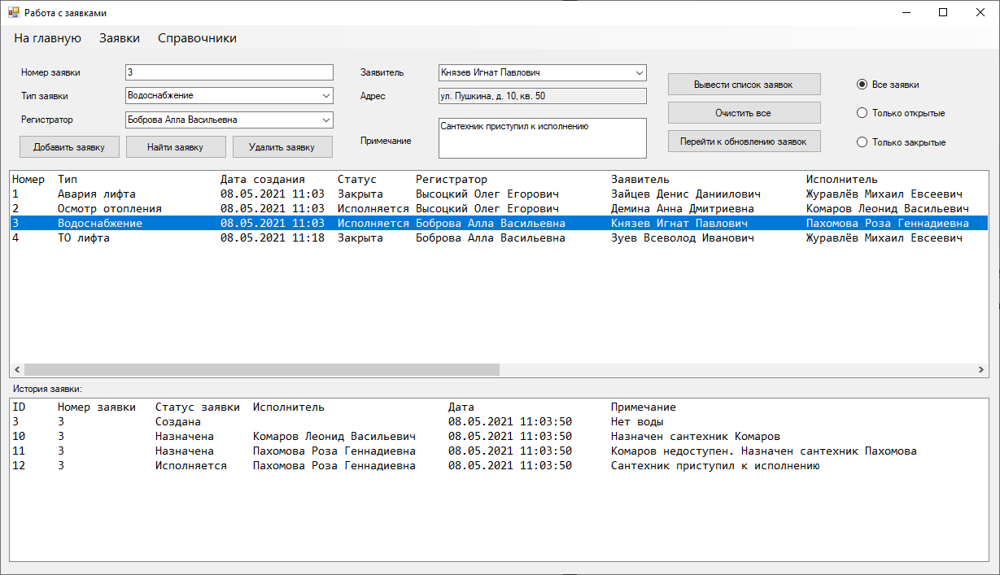 Работа с заявками
На главную Заявки Справочники
Номер заявки 3 Заявитель Князев Игнат Павлович
Тип заявки Водоснабжение Адрес ул. Пушкина, д. 10, кв. 50
Регистратор Боброва Алла Васильевна Примечание Сантехник приступил к исполнению
Добавить заявку Найти заявку Удалить заявку
Вывести список заявок Все заявки
Очистить все Только открытые
Перейти к обновлению заявок Только закрытые
Номер Тип Дата создания Статус Регистратор Заявитель Исполнитель
1 Авария лифта 08.05.2021 11:03 Закрыта Высоцкий Олег Егорович Зайцев Денис Даниилович Журавлёв Михаил Евсеевич
2 Осмотр отопления 08.05.2021 11:03 Исполняется Высоцкий Олег Егорович Демина Анна Дмитриевна Комаров Леонид Васильевич
3 Водоснабжение 08.05.2021 11:03 Исполняется Боброва Алла Васильевна Князев Игнат Павлович Пахомова Роза Геннадиевна
4 ТО лифта 08.05.2021 11:18 Закрыта Боброва Алла Васильевна Зуев Всеволод Иванович Журавлёв Михаил Евсеевич
История заявки:
ID Номер заявки Статус заявки Исполнитель Дата Примечание
3 3 Создана 08.05.2021 11:03:50 Нет воды
10 3 Назначена Комаров Леонид Васильевич 08.05.2021 11:03:50 Назначен сантехник Комаров
11 3 Назначена Пахомова Роза Геннадиевна 08.05.2021 11:03:50 Комаров недоступен. Назначен сантехник Пахомова
12 3 Исполняется Пахомова Роза Геннадиевна 08.05.2021 11:03:50 Сантехник приступил к исполнению